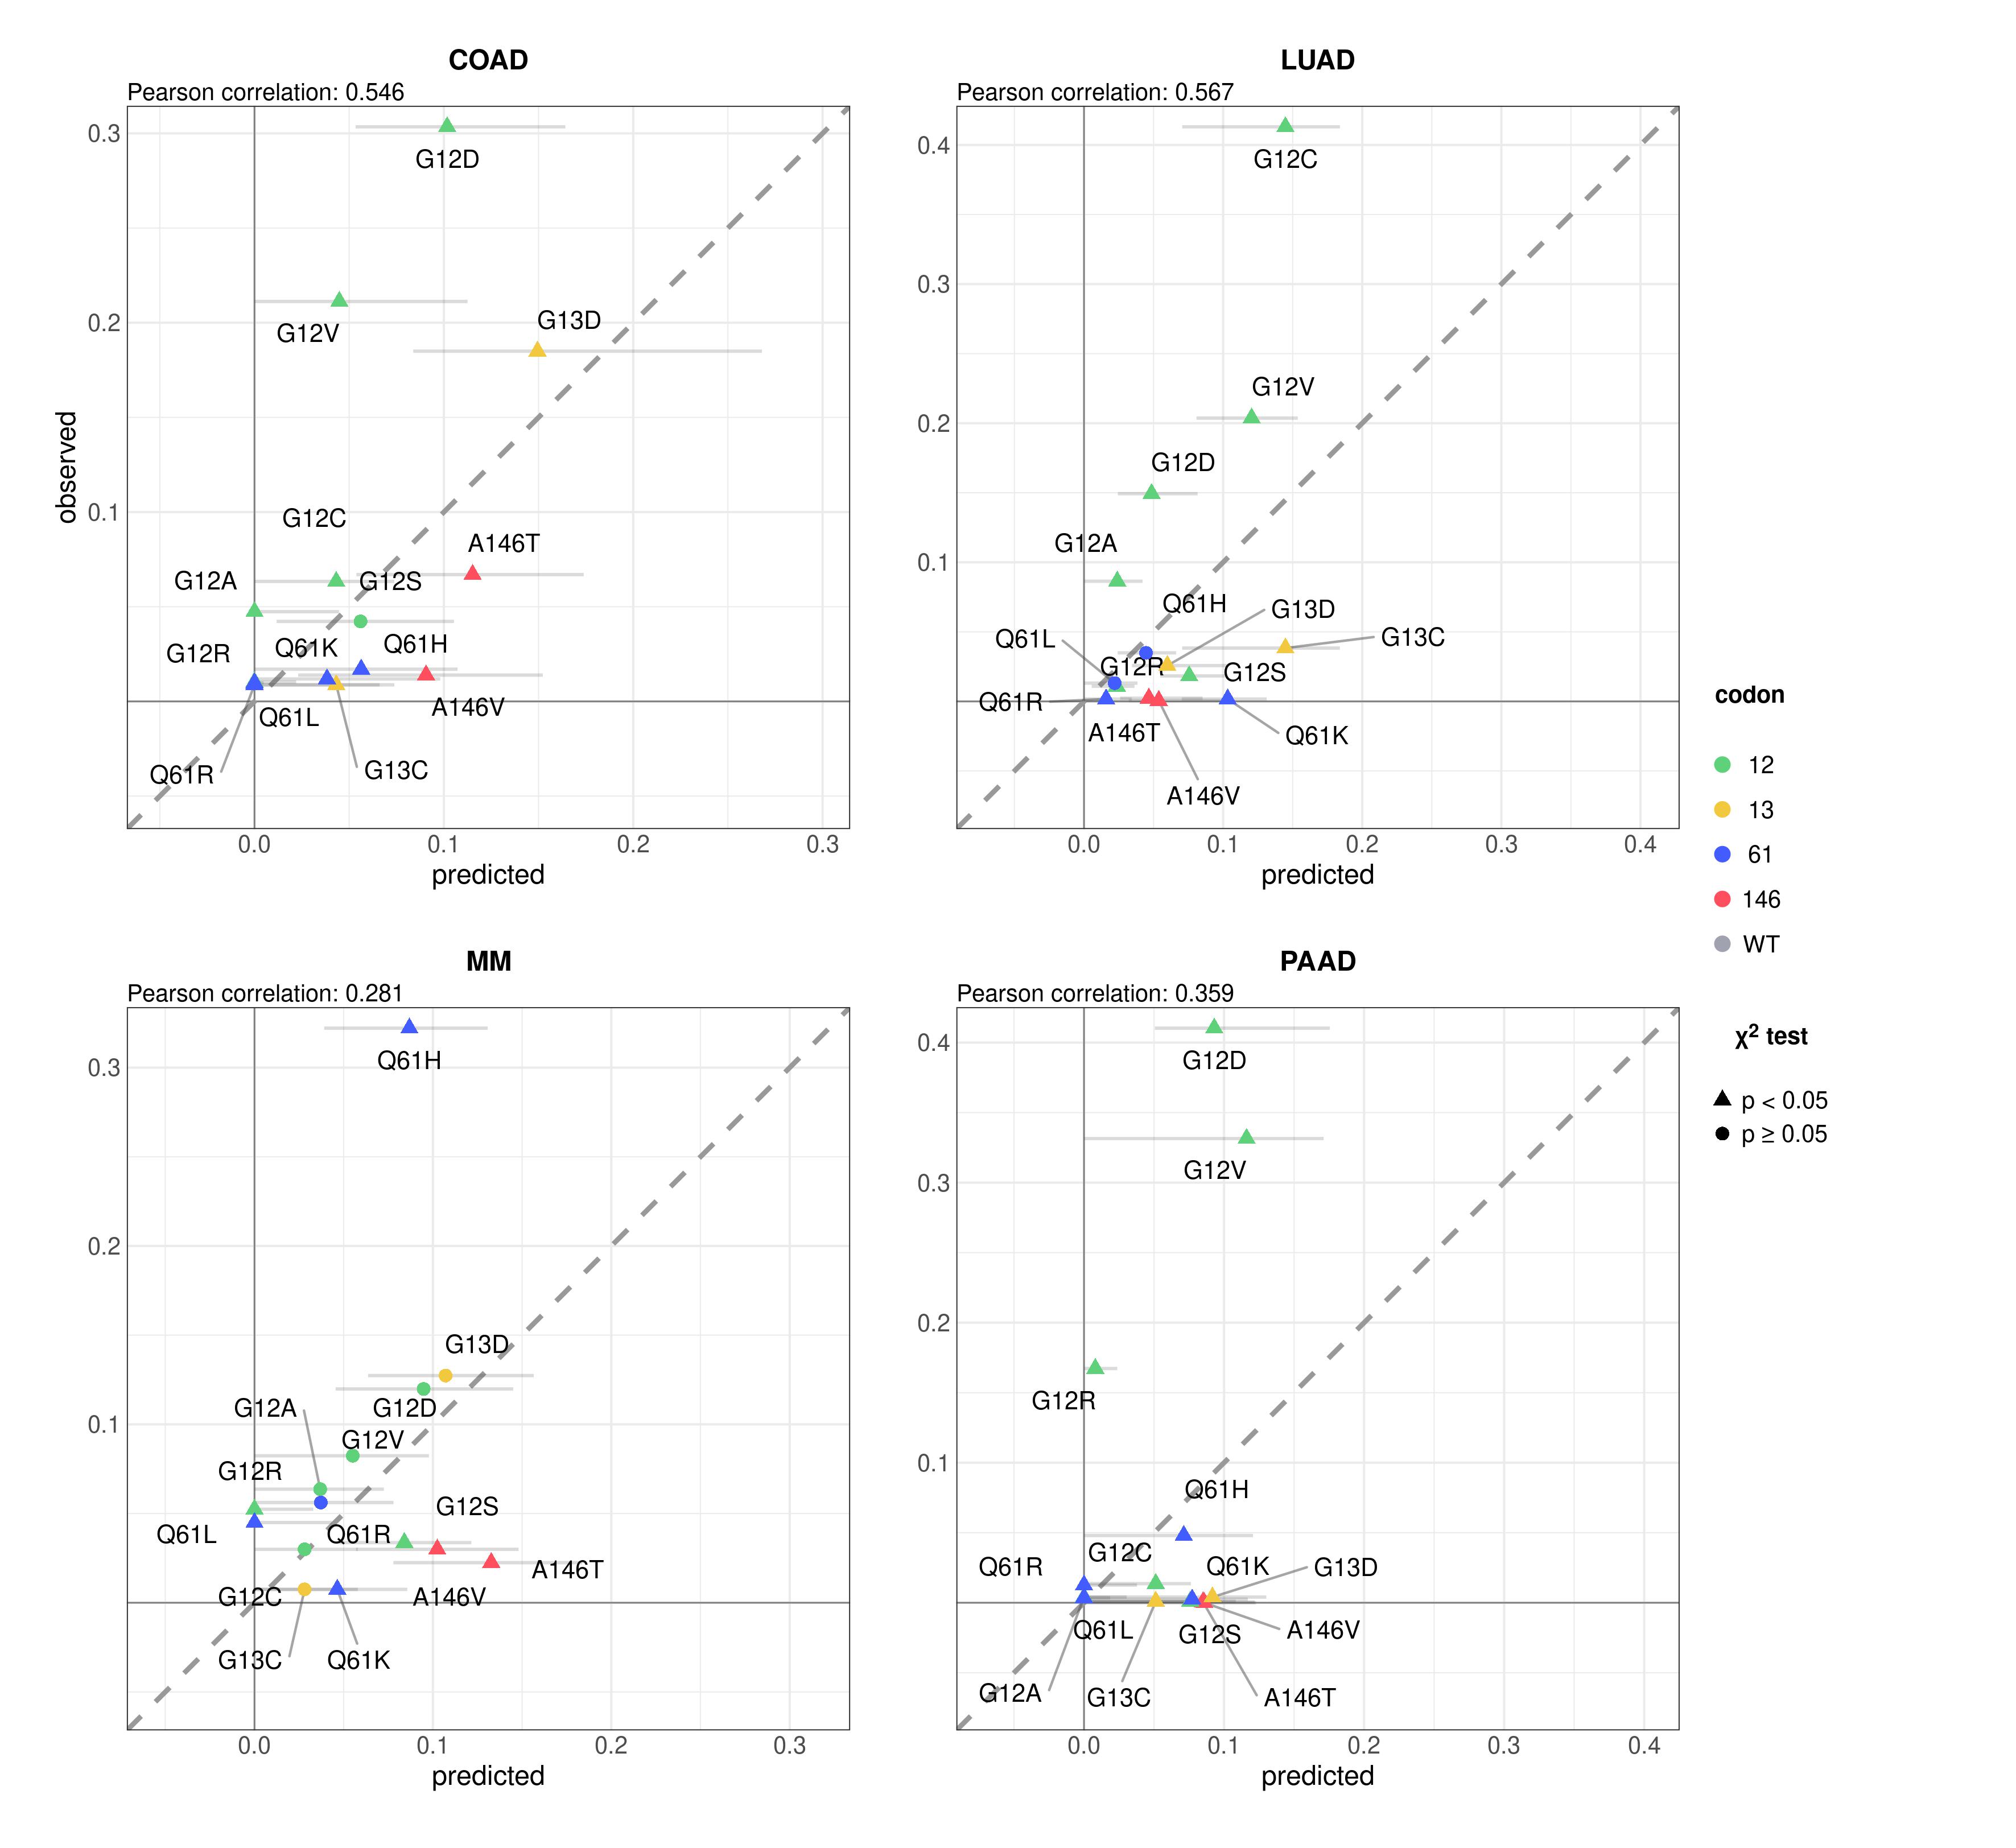 COAD
Pearson correlation: 0.546
0.3
0.2
0.1
observed
G12D
G12V
G13D
G12C
A146T
G12A
G12S
G12R
Q61K
Q61H
Q61L
A146V
Q61R
G13C
0.0
0.1
0.2
0.3
predicted
LUAD
Pearson correlation: 0.567
0.4
0.3
0.2
0.1
G12C
G12V
G12D
G12A
Q61H
G13D
Q61L
G13C
G12R
G12S
Q61R
A146T
Q61K
A146V
0.0
0.1
0.2
0.3
0.4
predicted
MM
Pearson correlation: 0.281
0.3
0.2
0.1
Q61H
G13D
G12A
G12D
G12V
G12R
G12S
Q61L
Q61R
A146T
G12C
A146V
G13C
Q61K
0.0
0.1
0.2
0.3
predicted
PAAD
Pearson correlation: 0.359
0.4
0.3
0.2
0.1
G12D
G12V
G12R
Q61H
G12C
Q61R
Q61K
G13D
Q61L
G12S
A146V
G12A
G13C
A146T
0.0
0.1
0.2
0.3
0.4
predicted
codon
12
13
61
146
WT
χ² test
p < 0.05
p ≥ 0.05